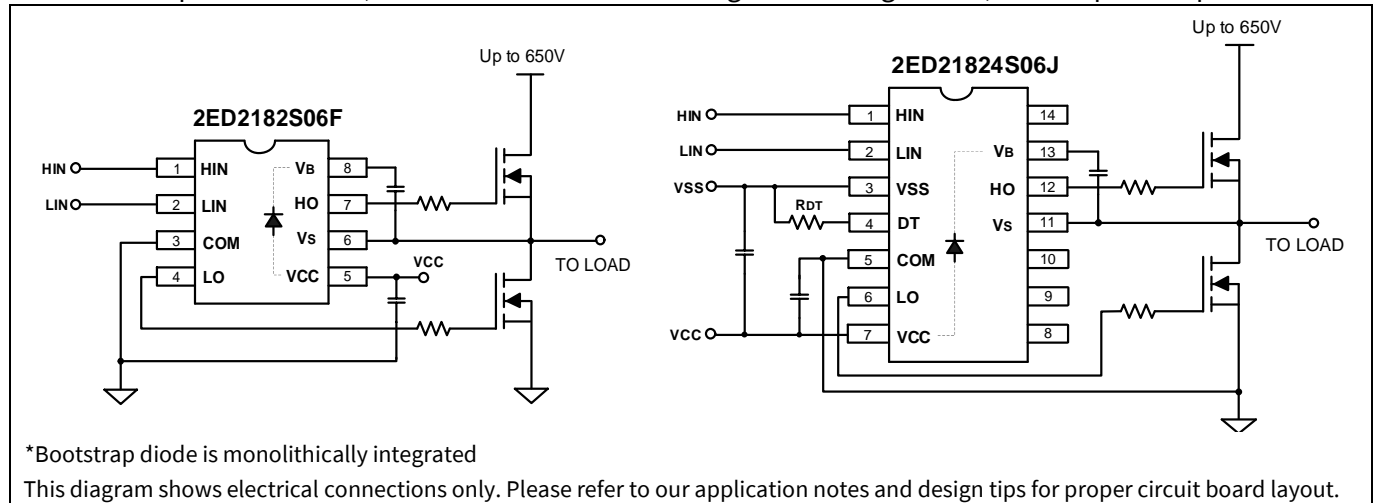 Up to 650V
2ED2182S06F
HIN
1
HIN
VB
8
LIN
2
LIN
HO
7
3
COM
VS
6
TO LOAD
4
LO
VCC
5
VCC
Up to 650V
2ED21824S06J
HIN
1
HIN
14
LIN
2
LIN
VB
13
VSS
3
VSS
HO
12
RDT
4
DT
VS
11
TO LOAD
5
COM
10
6
LO
9
VCC
7
VCC
8
*Bootstrap diode is monolithically integrated
This diagram shows electrical connections only. Please refer to our application notes and design tips for proper circuit board layout.